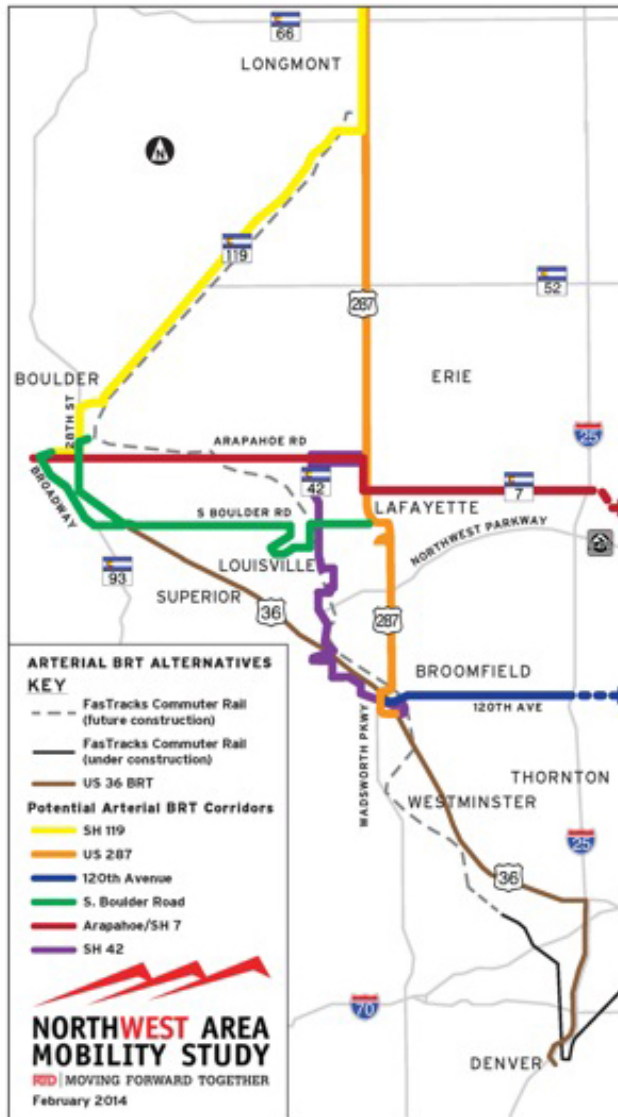 66
LONGMONT
N
119
52
287
BOULDER
ERIE
28TH ST
25
ARAPAHOE RD
BROADWAY
42
7
S BOULDER RD
LAFAYETTE
NORTHWEST PARKWAY
LOUISVILLE
93
SUPERIOR
36
287
BROOMFIELD
120TH AVE
WADSWORTH PKWY
THORNTON
WESTMINSTER
25
36
70
DENVER
ARTERIAL BRT ALTERNATIVES
KEY
FasTracks Commuter Rail
(future construction)
FasTracks Commuter Rail
(under construction)
US 36 BRT
Potential Arterial BRT Corridors
SH 119
US 287
120th Avenue
S. Boulder Road
Arapahoe/SH 7
SH 42
NORTHWEST AREA
MOBILITY STUDY
RTD | MOVING FORWARD TOGETHER
February 2014